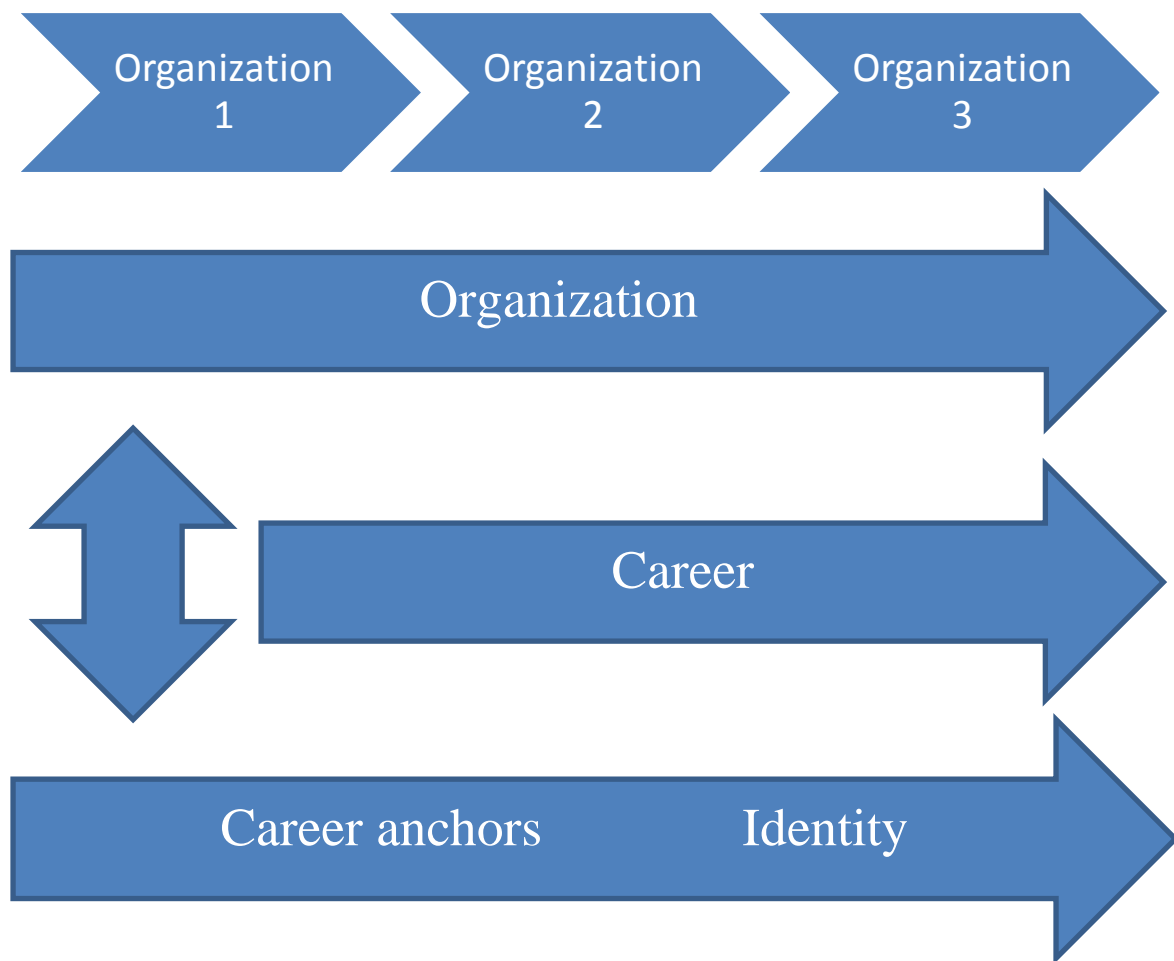 Organization
1
Organization
2
Organization
3
Organization
Career
Career anchors Identity